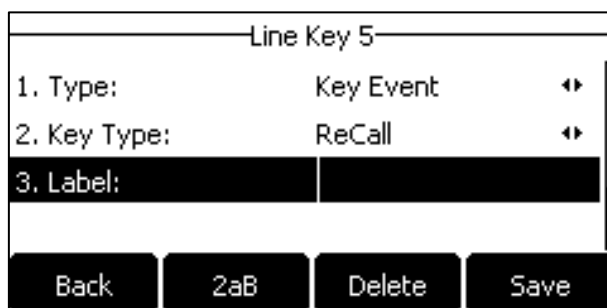 Line Key 5
1. Type: Key Event
2. Key Type: ReCall
3. Label:
Back 2aB Delete Save